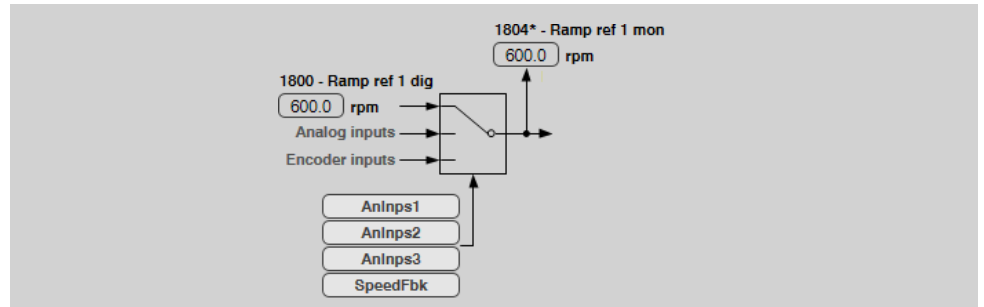 1804* - Ramp ref 1 mon
600.0 rpm
1800 - Ramp ref 1 dig
600.0 rpm
Analog inputs
Encoder inputs
AnInps1
AnInps2
AnInps3
SpeedFbk